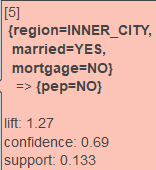 [5]
{region=INNER_CITY,
married=YES,
mortgage=NO}
=> {pep=NO}
lift: 1.27
confidence: 0.69
support: 0.133